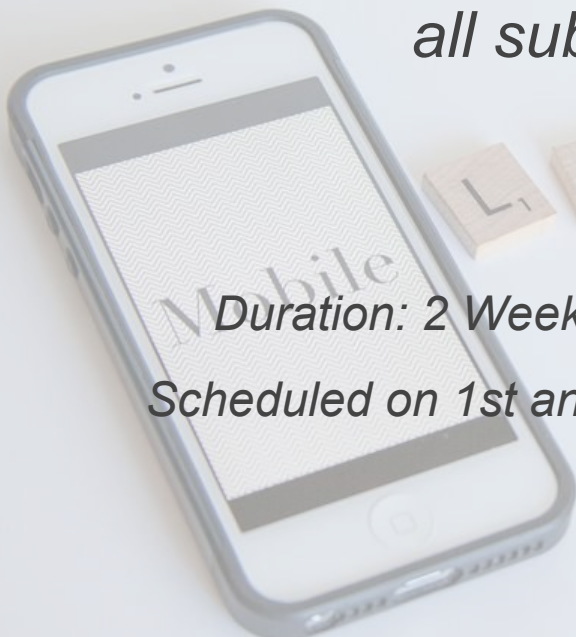 all sub
L1
Mobile
Duration: 2 Week
Scheduled on 1st an